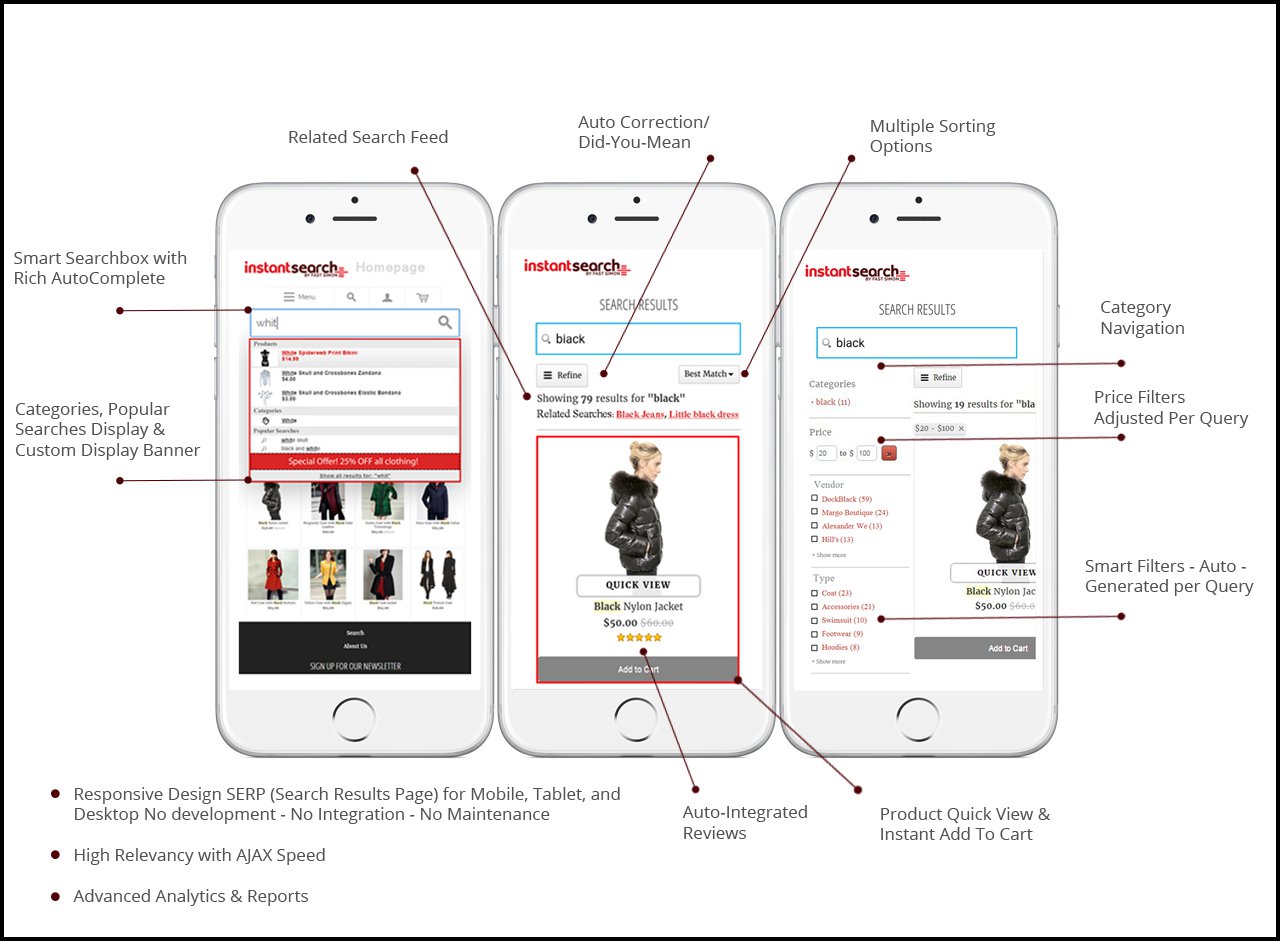 Related Search Feed
Auto Correction/
Did-You-Mean
Multiple Sorting
Options
Smart Searchbox with
Rich AutoComplete
Categories, Popular
Searches Display &
Custom Display Banner
instantsearch
BY FAST SIMON
Homepage
Menu
whit
Products
White Spiderweb Print Bikini
$14.99
White Skull and Crossbones Zandana
$4.00
White Skull and Crossbones Elastic Bandana
$3.00
Categories
White
Popular Searches
white skull
black and white
Special Offer! 25% OFF all clothing!
Show all results for: "whit"
Search
About Us
SIGN UP FOR OUR NEWSLETTER
instantsearch
BY FAST SIMON
SEARCH RESULTS
black
Refine
Best Match
Showing 79 results for "black"
Related Searches: Black Jeans, Little black dress
QUICK VIEW
Black Nylon Jacket
$50.00 $60.00
Add to Cart
instantsearch
BY FAST SIMON
SEARCH RESULTS
black
Categories
black (11)
Price
$ 20 to $ 100 »
Vendor
DockBlack (59)
Margo Boutique (24)
Alexander We (13)
Hill's (13)
+ Show more
Type
Coat (23)
Accessories (21)
Swimsuit (10)
Footwear (9)
Hoodies (8)
+ Show more
Refine
Showing 19 results for "bla
$20 - $100 ×
QUICK VIEW
Black Nylon Jac
$50.00 $60.0
Add to Cart
Category
Navigation
Price Filters
Adjusted Per Query
Smart Filters - Auto -
Generated per Query
Auto-Integrated
Reviews
Product Quick View &
Instant Add To Cart
Responsive Design SERP (Search Results Page) for Mobile, Tablet, and
Desktop No development - No Integration - No Maintenance
High Relevancy with AJAX Speed
Advanced Analytics & Reports